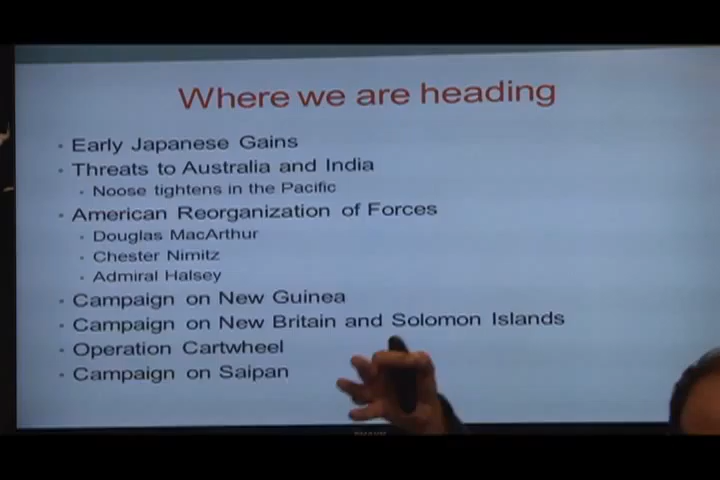 Where we are heading
• Early Japanese Gains
• Threats to Australia and India
• Noose tightens in the Pacific
• American Reorganization of Forces
• Douglas MacArthur
• Chester Nimitz
• Admiral Halsey
• Campaign on New Guinea
• Campaign on New Britain and Solomon Islands
• Operation Cartwheel
• Campaign on Saipan